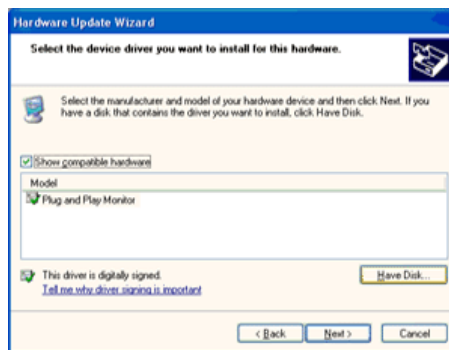 Hardware Update Wizard
Select the device driver you want to install for this hardware.
Select the manufacturer and model of your hardware device and then click Next. If you
have a disk that contains the driver you want to install, click Have Disk.
Show compatible hardware
Model
Plug and Play Monitor
This driver is digitally signed.
Have Disk...
Tell me why driver signing is important
< Back
Next >
Cancel